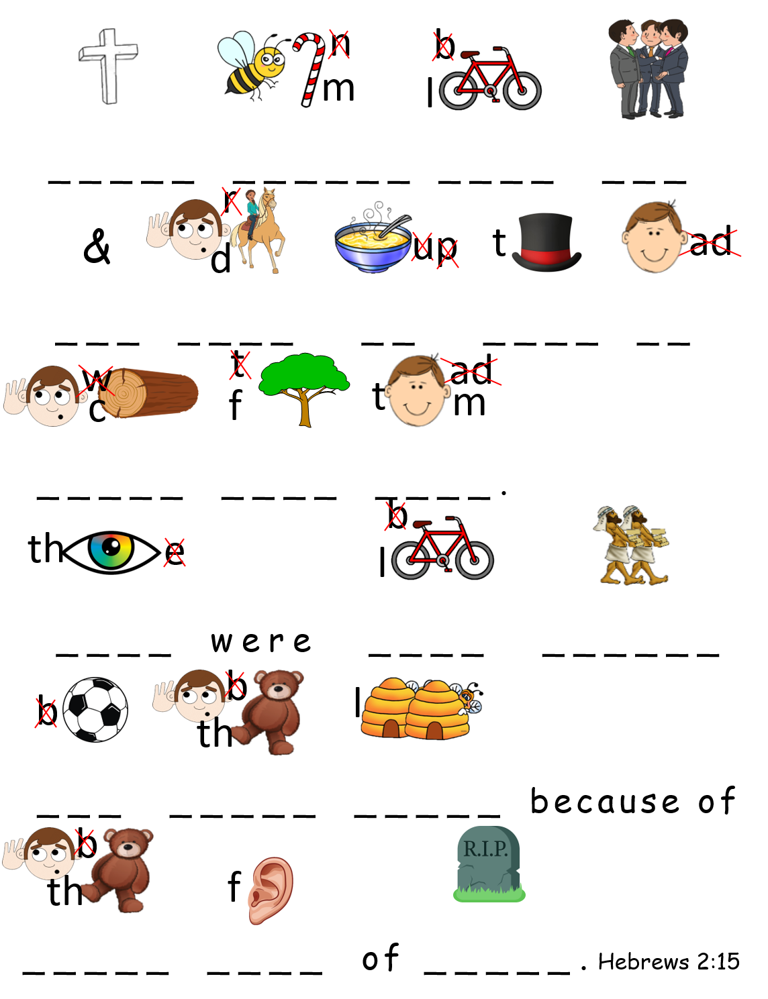 n
m
b
l
r
& d up t ad
w
c
t
f
t ad
m
.
b
th e l
were
b
b th l
because of
b
th f R.I.P.
of . Hebrews 2:15